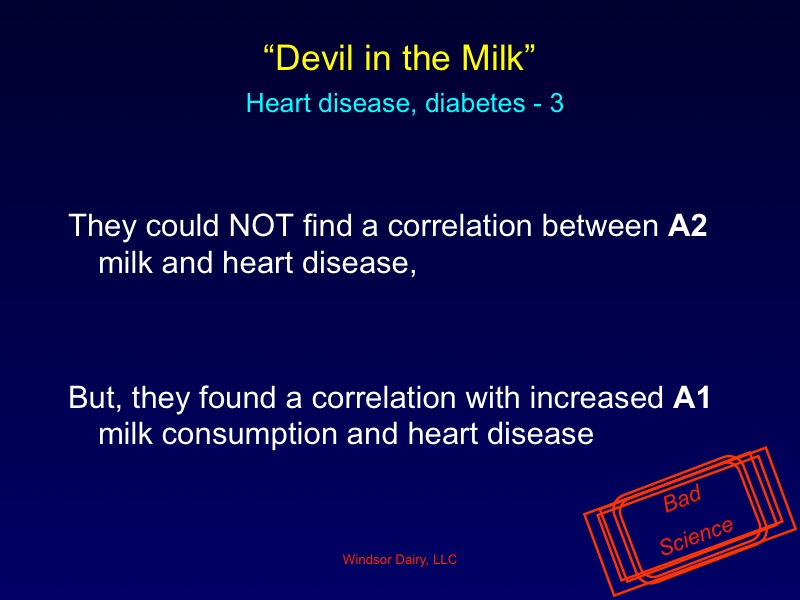 “Devil in the Milk”
Heart disease, diabetes - 3
They could NOT find a correlation between A2
milk and heart disease,
But, they found a correlation with increased A1
milk consumption and heart disease
Bad
Science
Windsor Dairy, LLC